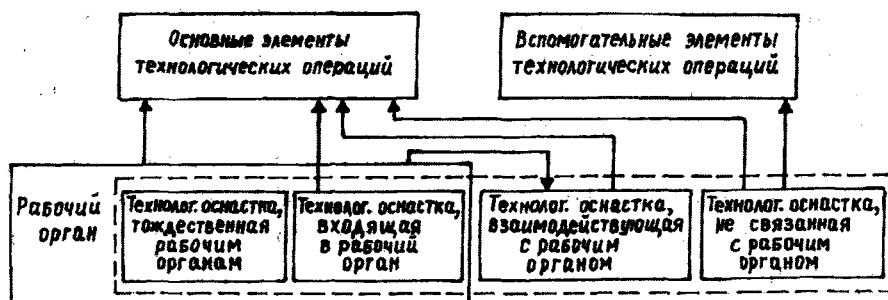 Основные элементы
технологических операций
Вспомогательные элементы
технологических операций
Рабочий
орган
Технолог. оснастка,
тождественная
рабочим
органам
Технолог. оснастка,
входящая
в рабочий
орган
Технолог. оснастка,
взаимодействующая
с рабочим
органом
Технолог. оснастка,
не связанная
с рабочим
органом